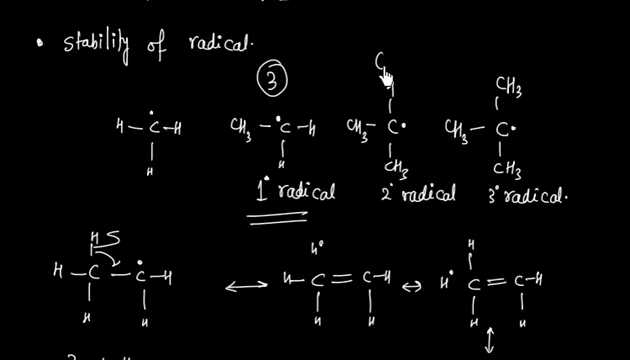 • Stability of radical.
3
C CH3
H – Ċ – H CH3 – Ċ – H CH3 – C • CH3 – C •
H H CH3 CH3
1° radical 2° radical 3° radical.
H H• H
H – C – Ċ – H ↔ H – C = C – H ↔ H• C = C – H
H H H H H H
↕